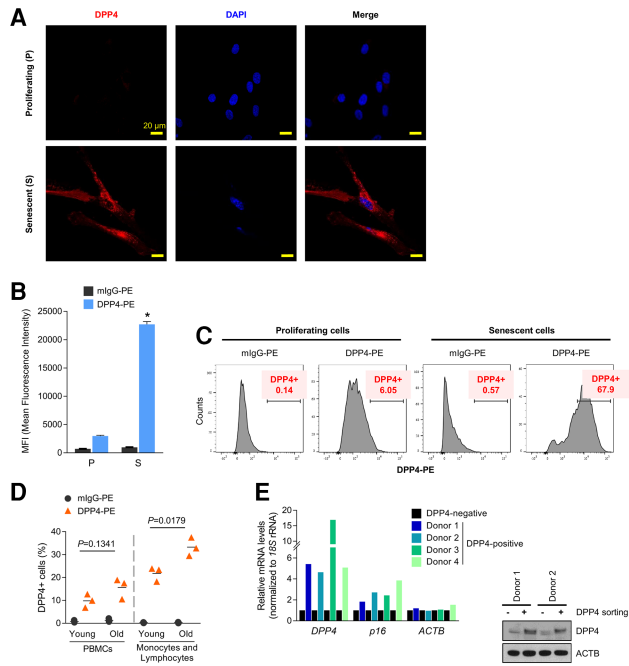 A
DPP4
DAPI
Merge
Proliferating (P)
20 µm
Senescent (S)
B
mIgG-PE
DPP4-PE
MFI (Mean Fluorescence Intensity)
25000
20000
15000
10000
5000
0
*
P
S
C
Proliferating cells
Senescent cells
mIgG-PE
DPP4-PE
mIgG-PE
DPP4-PE
Counts
DPP4+
0.14
DPP4+
6.05
DPP4+
0.57
DPP4+
67.9
DPP4-PE
D
mIgG-PE
DPP4-PE
DPP4+ cells (%)
40
30
20
10
0
P=0.1341
P=0.0179
Young
Old
Young
Old
PBMCs
Monocytes and
Lymphocytes
E
Relative mRNA levels
(normalized to 18S rRNA)
20
15
10
8
6
4
2
0
DPP4
p16
ACTB
DPP4-negative
Donor 1
Donor 2
Donor 3
Donor 4
DPP4-positive
Donor 1
Donor 2
- + - + DPP4 sorting
DPP4
ACTB